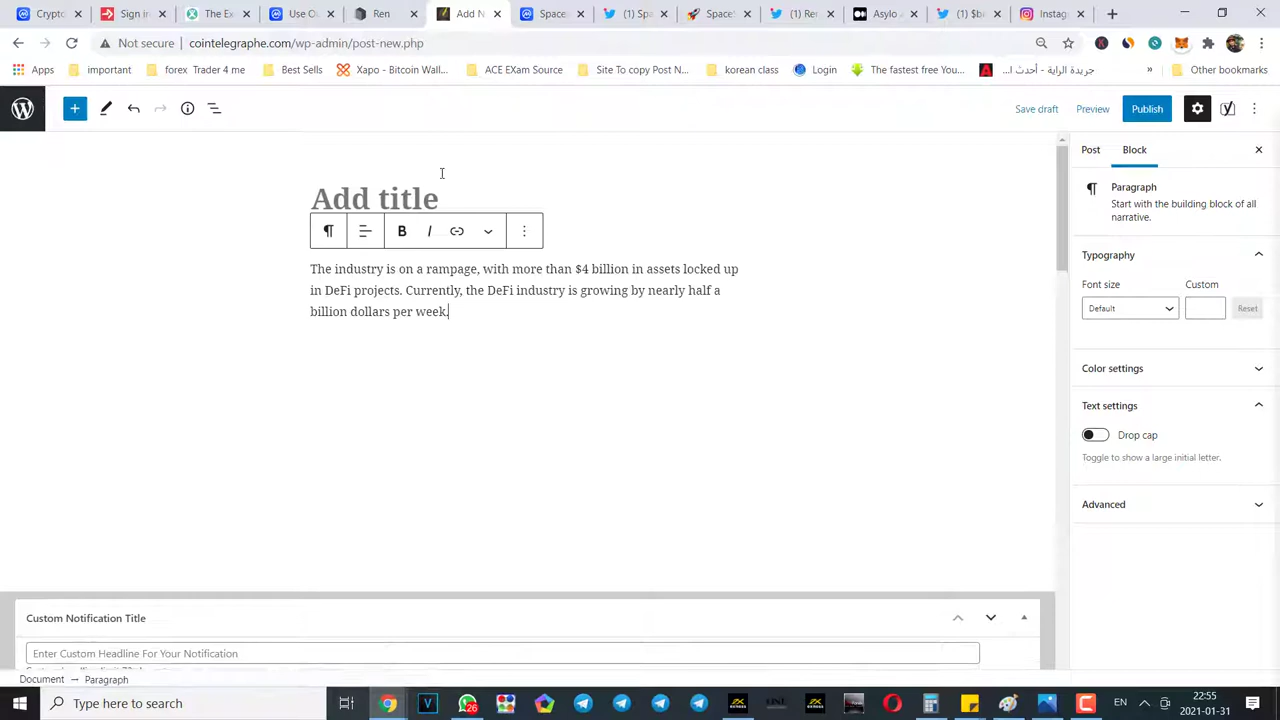 Crypto
Sign in
The Ex
Use Cr
Ren
Add N
Space
(1) Sp
Space
(1) Re
Asylo
(1) $b
Instag
Not secure
cointelegraphe.com/wp-admin/post-new.php
Apps
important
forex Trader 4 me
Best Sells
Xapo - Bitcoin Wall...
ACE EXam Source
Site To copy Post N...
korean class
Login
The fastest free You...
جريدة الراية - أحدث ا...
»
Other bookmarks
Save draft
Preview
Publish
Add title
B
I
The industry is on a rampage, with more than $4 billion in assets locked up
in DeFi projects. Currently, the DeFi industry is growing by nearly half a
billion dollars per week.
Post
Block
Paragraph
Start with the building block of all
narrative.
Typography
Font size
Custom
Default
Reset
Color settings
Text settings
Drop cap
Toggle to show a large initial letter.
Advanced
Custom Notification Title
Enter Custom Headline For Your Notification
Document → Paragraph
Type here to search
26
EN
22:55
2021-01-31